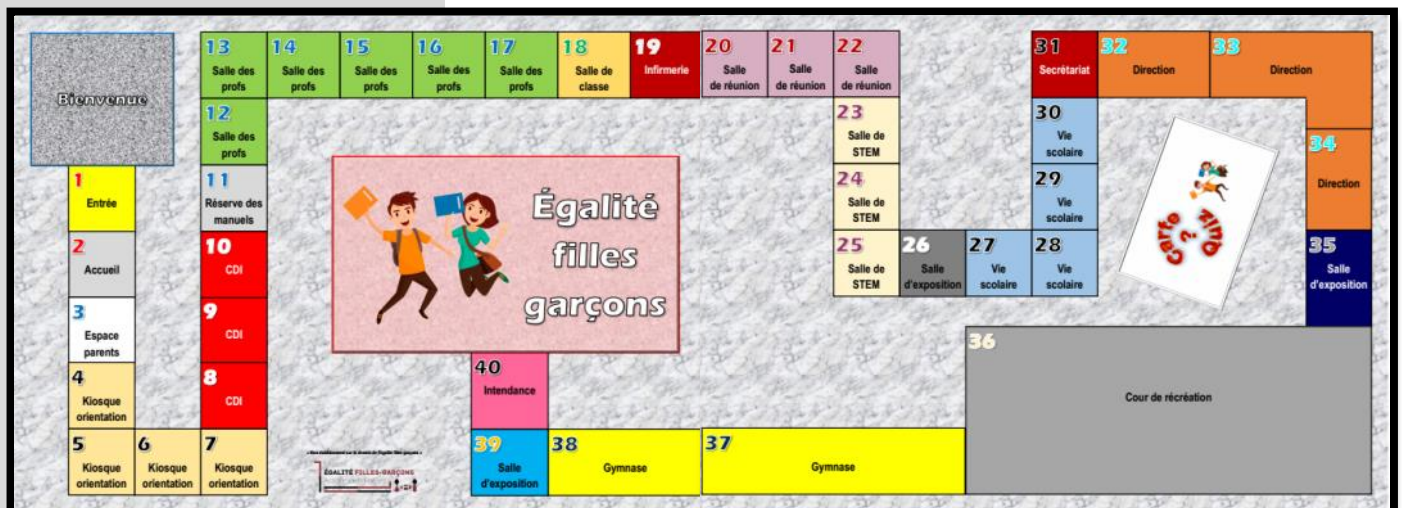 Bienvenue
1
Entrée
2
Accueil
3
Espace
parents
4
Kiosque
orientation
5
Kiosque
orientation
6
Kiosque
orientation
7
Kiosque
orientation
8
CDI
9
CDI
10
CDI
11
Réserve des
manuels
12
Salle des
profs
13
Salle des
profs
14
Salle des
profs
15
Salle des
profs
16
Salle des
profs
17
Salle des
profs
18
Salle de
classe
19
Infirmerie
20
Salle
de réunion
21
Salle
de réunion
22
Salle
de réunion
23
Salle de
STEM
24
Salle de
STEM
25
Salle de
STEM
26
Salle
d'exposition
27
Vie
scolaire
28
Vie
scolaire
29
Vie
scolaire
30
Vie
scolaire
31
Secrétariat
32
Direction
33
Direction
34
Direction
35
Salle
d'exposition
36
Cour de récréation
37
Gymnase
38
Gymnase
39
Salle
d'exposition
40
Intendance
Égalité
filles
garçons
Carte
?
Quiz
ÉGALITÉ FILLES-GARÇONS